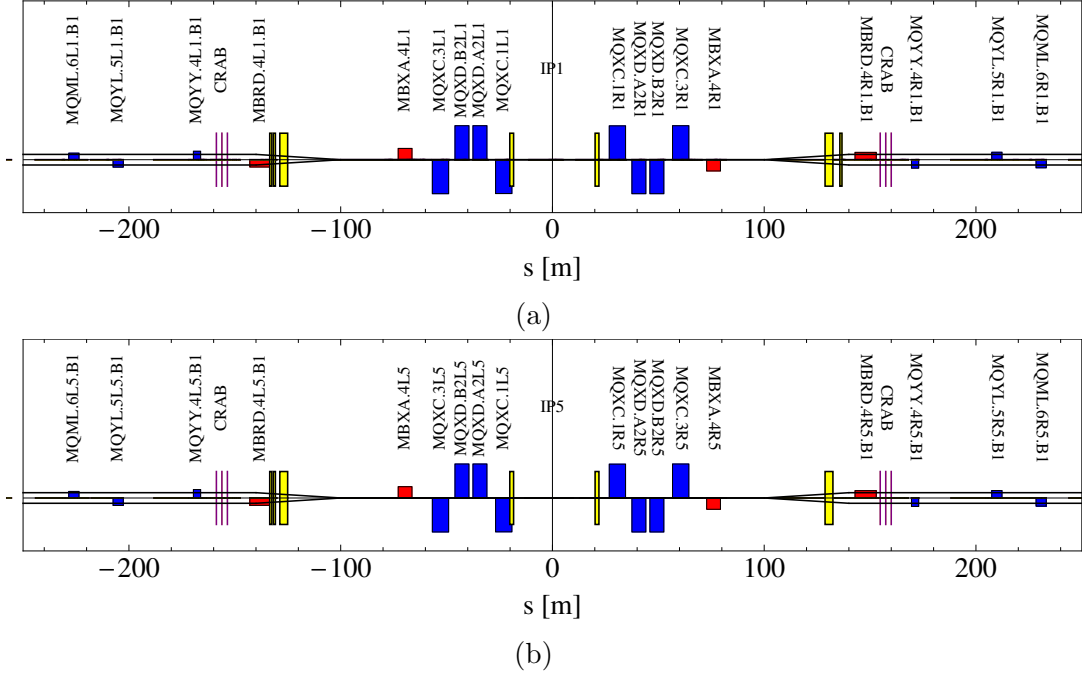 MQML.6L1.B1
MQYL.5L1.B1
MQYY.4L1.B1
CRAB
MBRD.4L1.B1
MBXA.4L1
MQXC.3L1
MQXD.B2L1
MQXD.A2L1
MQXC.1L1
IP1
MQXC.1R1
MQXD.A2R1
MQXD.B2R1
MQXC.3R1
MBXA.4R1
MBRD.4R1.B1
CRAB
MQYY.4R1.B1
MQYL.5R1.B1
MQML.6R1.B1
−200 −100 0 100 200
s [m]
(a)
MQML.6L5.B1
MQYL.5L5.B1
MQYY.4L5.B1
CRAB
MBRD.4L5.B1
MBXA.4L5
MQXC.3L5
MQXD.B2L5
MQXD.A2L5
MQXC.1L5
IP5
MQXC.1R5
MQXD.A2R5
MQXD.B2R5
MQXC.3R5
MBXA.4R5
MBRD.4R5.B1
CRAB
MQYY.4R5.B1
MQYL.5R5.B1
MQML.6R5.B1
−200 −100 0 100 200
s [m]
(b)